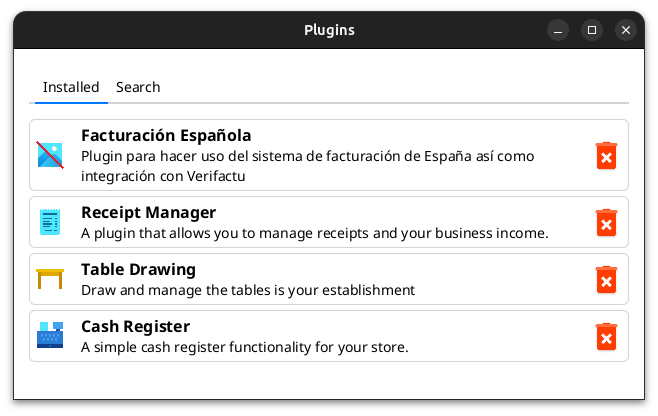 Plugins
Installed
Search
Facturación Española
Plugin para hacer uso del sistema de facturación de España así como
integración con Verifactu
Receipt Manager
A plugin that allows you to manage receipts and your business income.
Table Drawing
Draw and manage the tables is your establishment
Cash Register
A simple cash register functionality for your store.